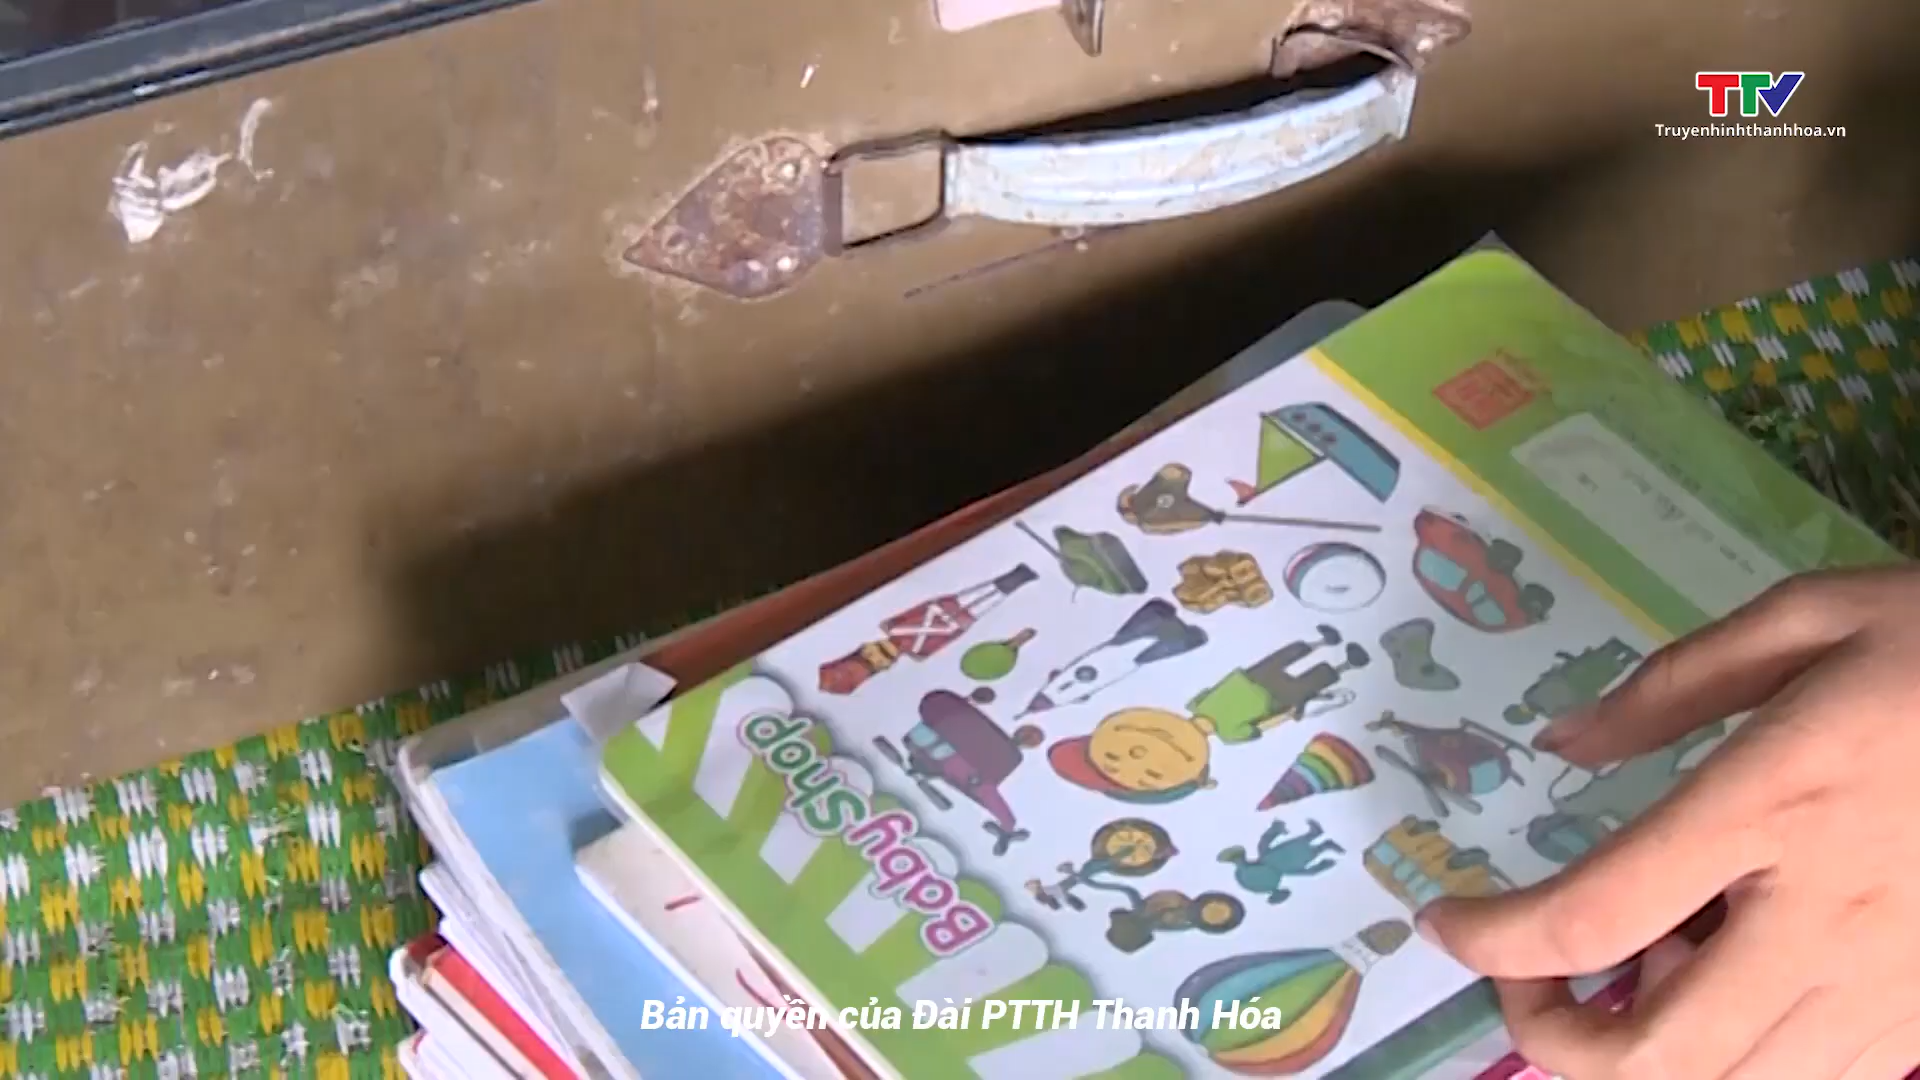 TTV
Truyenhinhthanhhoa.vn
Baby Shop
Bản quyền của Đài PTTH Thanh Hóa